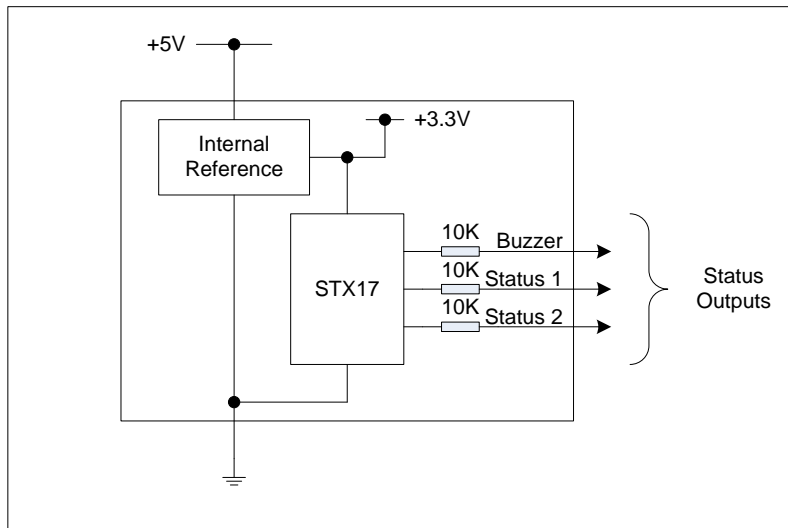 +5V
+3.3V
Internal
Reference
10K
Buzzer
10K
Status 1
10K
Status 2
STX17
Status
Outputs